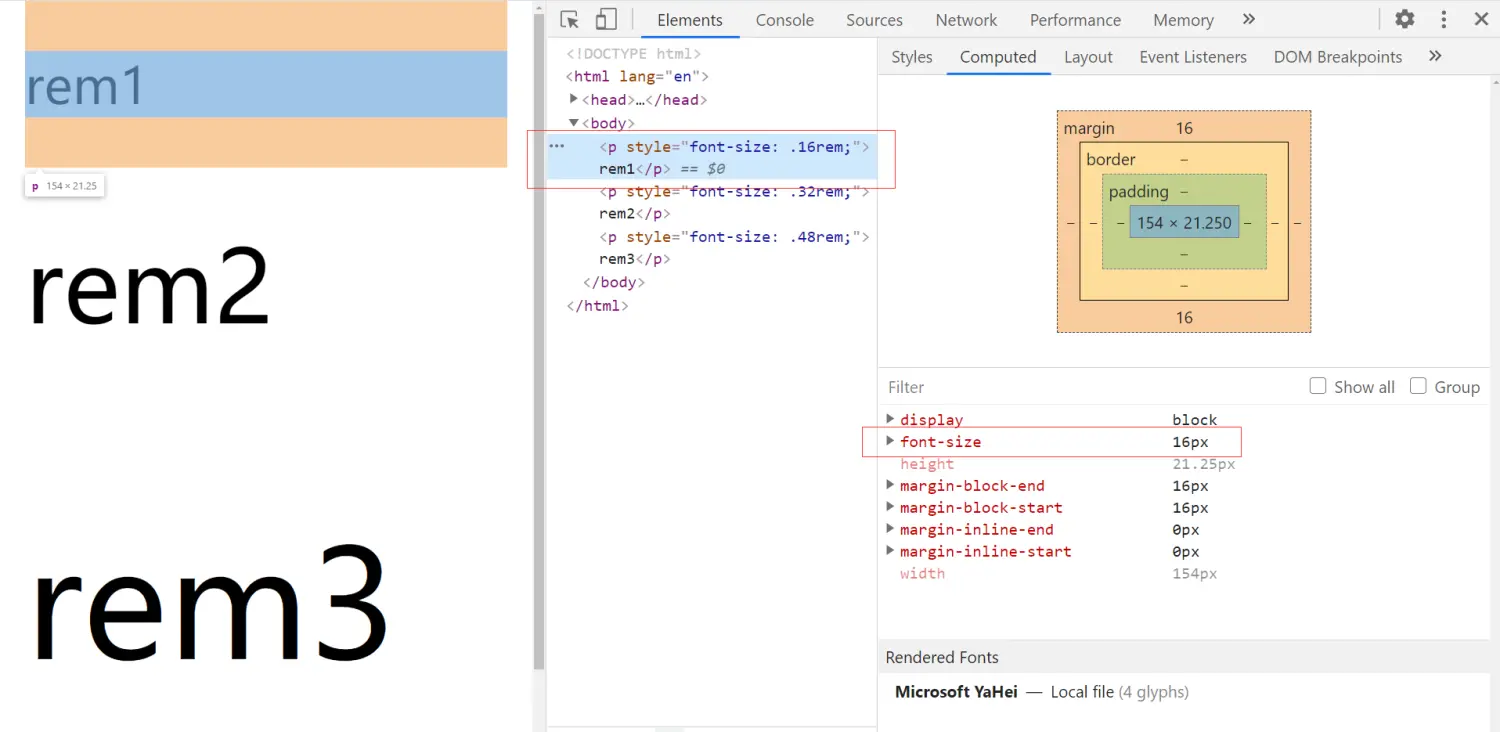 rem1
p 154 × 21.25
rem2
rem3
Elements Console Sources Network Performance Memory »
<!DOCTYPE html>
<html lang="en">
<head>…</head>
<body>
<p style="font-size: .16rem;">
rem1</p> == $0
<p style="font-size: .32rem;">
rem2</p>
<p style="font-size: .48rem;">
rem3</p>
</body>
</html>
Styles Computed Layout Event Listeners DOM Breakpoints »
margin 16
border –
padding –
– – – 154 × 21.250 – – –
–
–
16
Filter Show all Group
display block
font-size 16px
height 21.25px
margin-block-end 16px
margin-block-start 16px
margin-inline-end 0px
margin-inline-start 0px
width 154px
Rendered Fonts
Microsoft YaHei — Local file (4 glyphs)